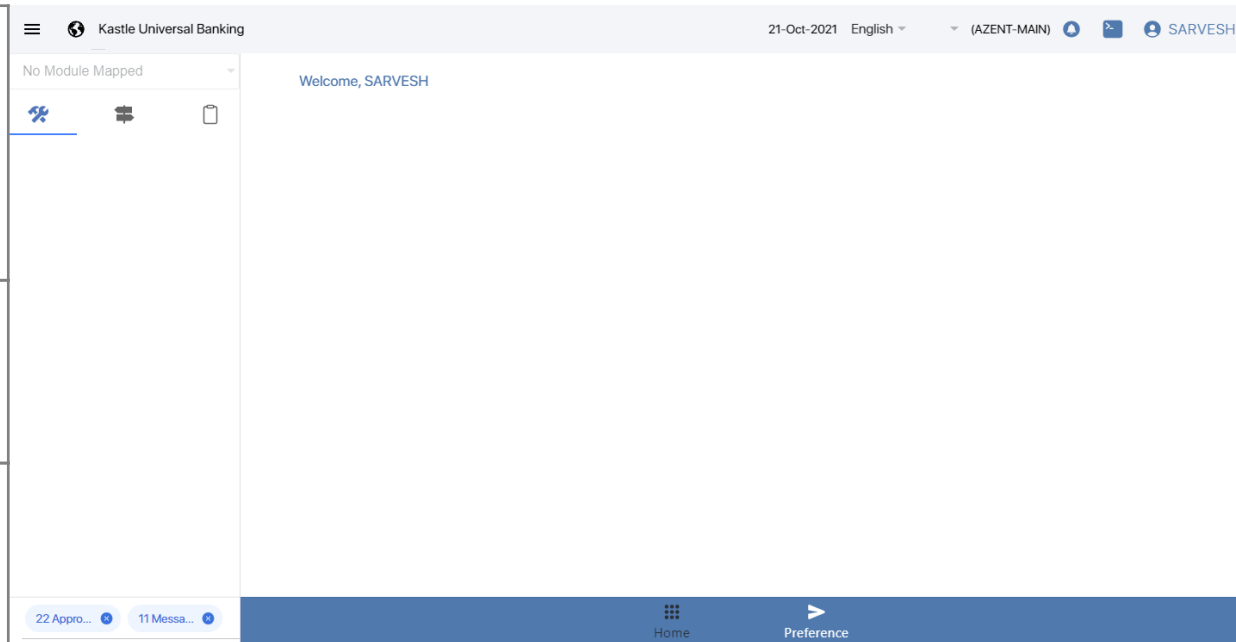 Kastle Universal Banking
21-Oct-2021 English (AZENT-MAIN) SARVESH
No Module Mapped
Welcome, SARVESH
22 Appro... 11 Messa...
Home Preference